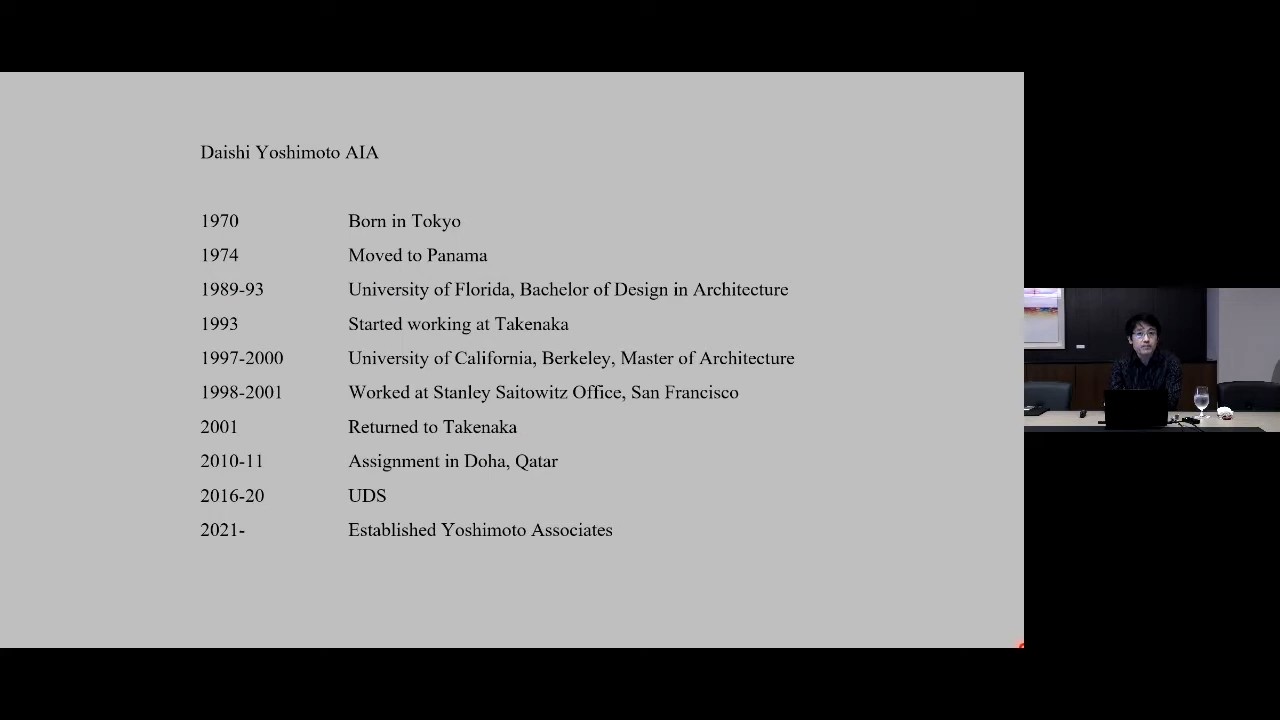 Daishi Yoshimoto AIA
1970 Born in Tokyo
1974 Moved to Panama
1989-93 University of Florida, Bachelor of Design in Architecture
1993 Started working at Takenaka
1997-2000 University of California, Berkeley, Master of Architecture
1998-2001 Worked at Stanley Saitowitz Office, San Francisco
2001 Returned to Takenaka
2010-11 Assignment in Doha, Qatar
2016-20 UDS
2021- Established Yoshimoto Associates